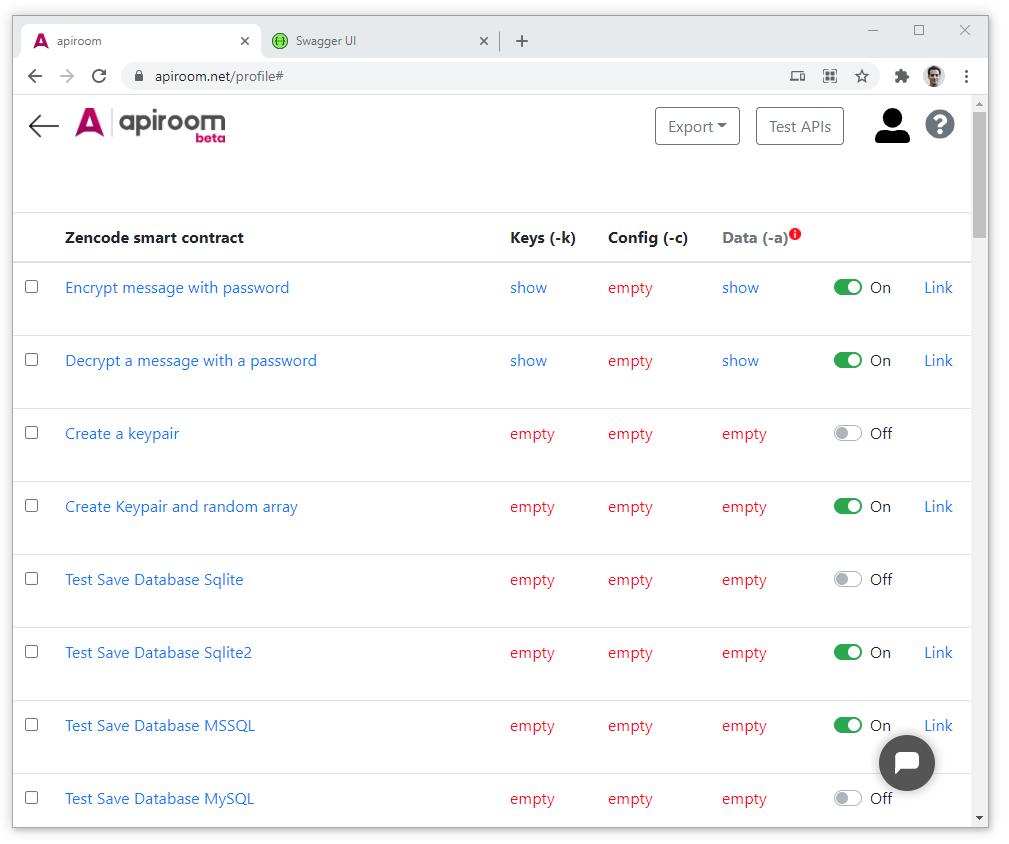 apiroom
Swagger UI
apiroom.net/profile#
apiroom
beta
Export
Test APIs
?
Zencode smart contract Keys (-k) Config (-c) Data (-a)
Encrypt message with password show empty show On Link
Decrypt a message with a password show empty show On Link
Create a keypair empty empty empty Off
Create Keypair and random array empty empty empty On Link
Test Save Database Sqlite empty empty empty Off
Test Save Database Sqlite2 empty empty empty On Link
Test Save Database MSSQL empty empty empty On Link
Test Save Database MySQL empty empty empty Off